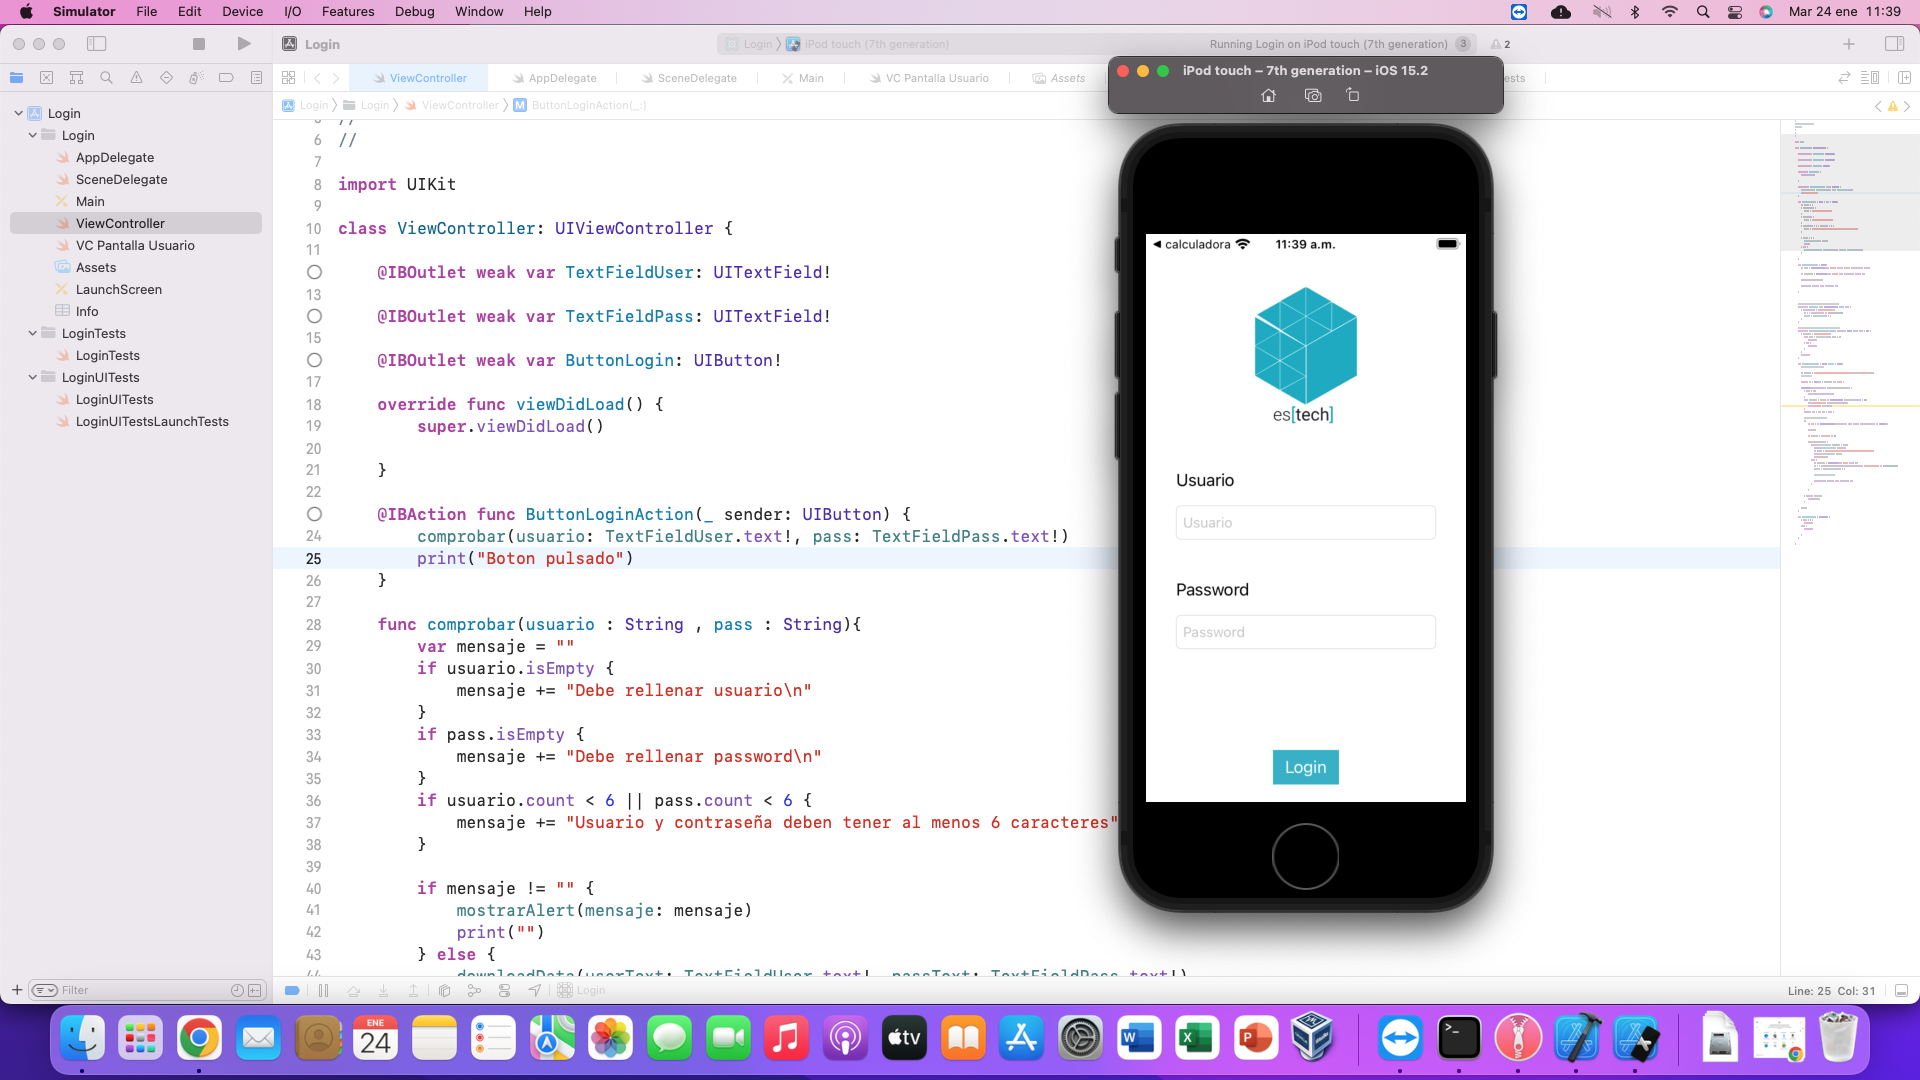 Simulator File Edit Device I/O Features Debug Window Help Mar 24 ene 11:39
Login Login iPod touch (7th generation) Running Login on iPod touch (7th generation) 3 2
ViewController AppDelegate SceneDelegate Main VC Pantalla Usuario Assets
Login Login ViewController M ButtonLoginAction(_:)
iPod touch – 7th generation – iOS 15.2
Login
Login
AppDelegate
SceneDelegate
Main
ViewController
VC Pantalla Usuario
Assets
LaunchScreen
Info
LoginTests
LoginTests
LoginUITests
LoginUITests
LoginUITestsLaunchTests
6 //
7
8 import UIKit
9
10 class ViewController: UIViewController {
11
@IBOutlet weak var TextFieldUser: UITextField!
13
@IBOutlet weak var TextFieldPass: UITextField!
15
@IBOutlet weak var ButtonLogin: UIButton!
17
18 override func viewDidLoad() {
19 super.viewDidLoad()
20
21 }
22
@IBAction func ButtonLoginAction(_ sender: UIButton) {
24 comprobar(usuario: TextFieldUser.text!, pass: TextFieldPass.text!)
25 print("Boton pulsado")
26 }
27
28 func comprobar(usuario : String , pass : String){
29 var mensaje = ""
30 if usuario.isEmpty {
31 mensaje += "Debe rellenar usuario\n"
32 }
33 if pass.isEmpty {
34 mensaje += "Debe rellenar password\n"
35 }
36 if usuario.count < 6 || pass.count < 6 {
37 mensaje += "Usuario y contraseña deben tener al menos 6 caracteres"
38 }
39
40 if mensaje != "" {
41 mostrarAlert(mensaje: mensaje)
42 print("")
43 } else {
44 downloadData(userText: TextFieldUser.text!, passText: TextFieldPass.text!)
calculadora 11:39 a.m.
es[tech]
Usuario
Usuario
Password
Password
Login
Filter
Login
Line: 25 Col: 31
ENE
24
tv
W
X
P